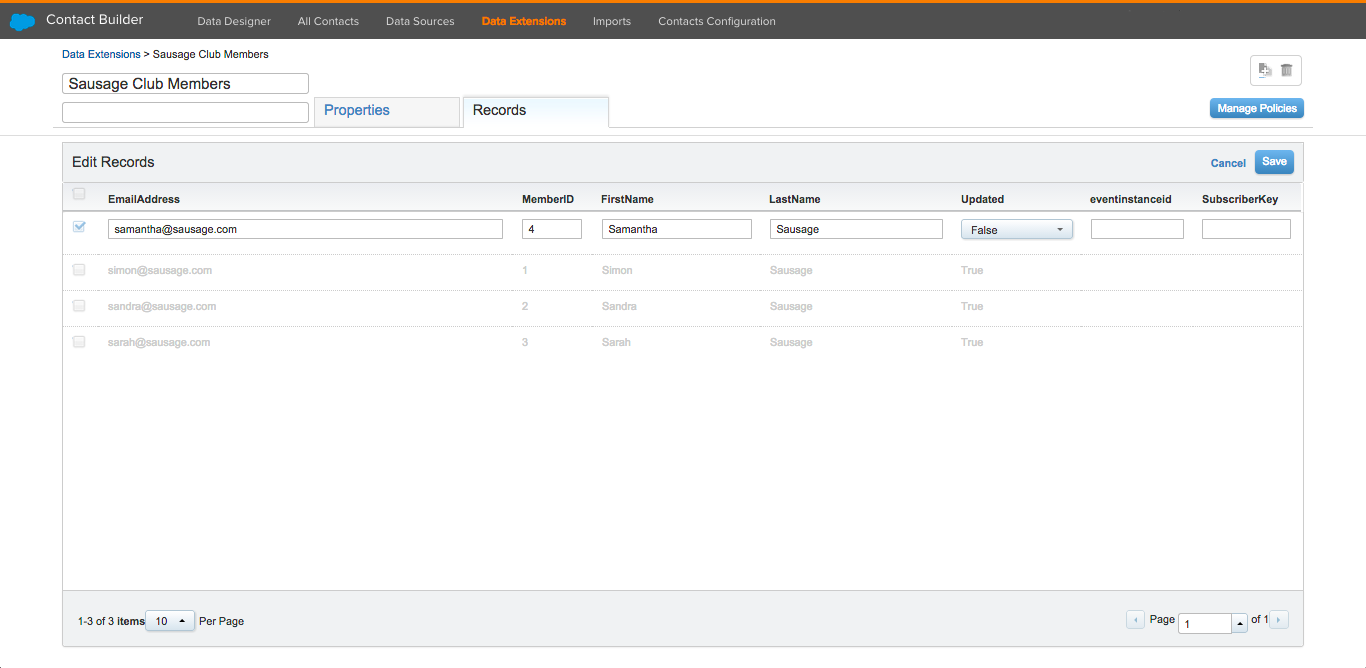 Contact Builder Data Designer All Contacts Data Sources Data Extensions Imports Contacts Configuration
Data Extensions > Sausage Club Members
Sausage Club Members
Properties Records Manage Policies
Edit Records Cancel Save
EmailAddress MemberID FirstName LastName Updated eventinstanceid SubscriberKey
samantha@sausage.com 4 Samantha Sausage False
simon@sausage.com 1 Simon Sausage True
sandra@sausage.com 2 Sandra Sausage True
sarah@sausage.com 3 Sarah Sausage True
1-3 of 3 items 10 Per Page Page 1 of 1